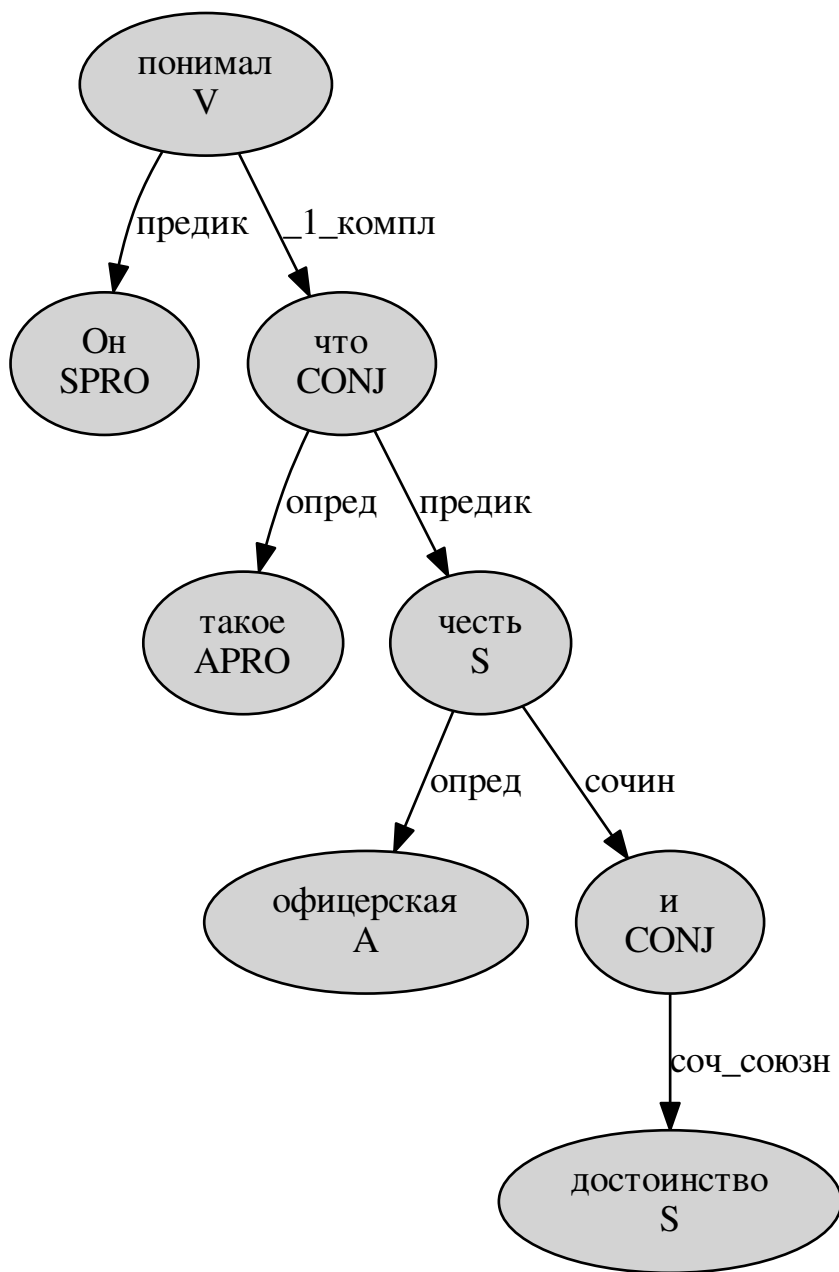 понимал
V
предик
_1_компл
Он
SPRO
что
CONJ
опред
предик
такое
APRO
честь
S
опред
сочин
офицерская
A
и
CONJ
соч_союзн
достоинство
S